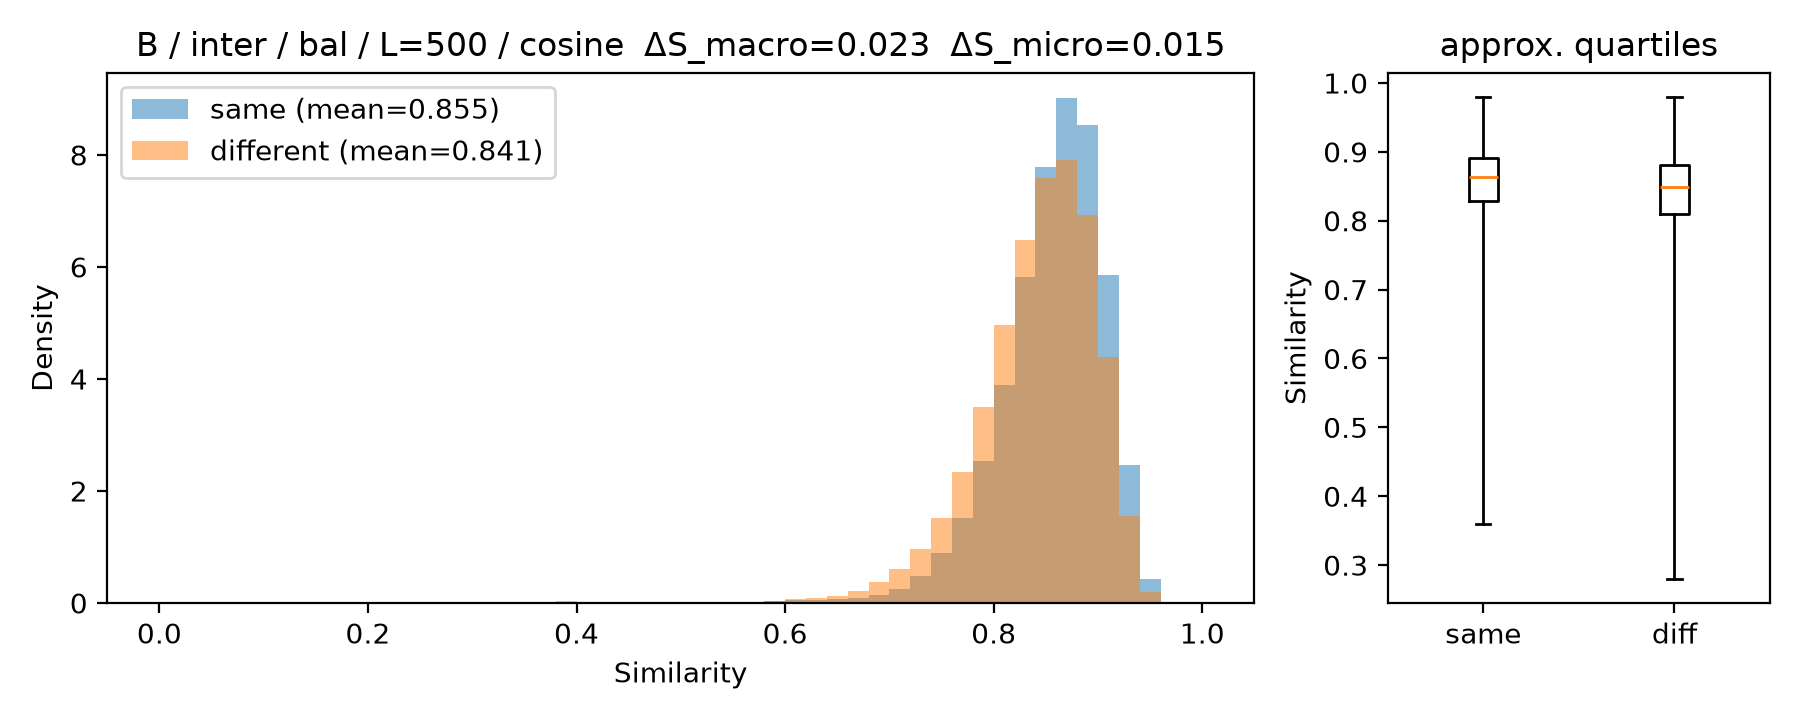 B / inter / bal / L=500 / cosine  ΔS_macro=0.023  ΔS_micro=0.015
same (mean=0.855)
different (mean=0.841)
Density
8
6
4
2
0
0.0 0.2 0.4 0.6 0.8 1.0
Similarity
approx. quartiles
Similarity
1.0
0.9
0.8
0.7
0.6
0.5
0.4
0.3
same diff